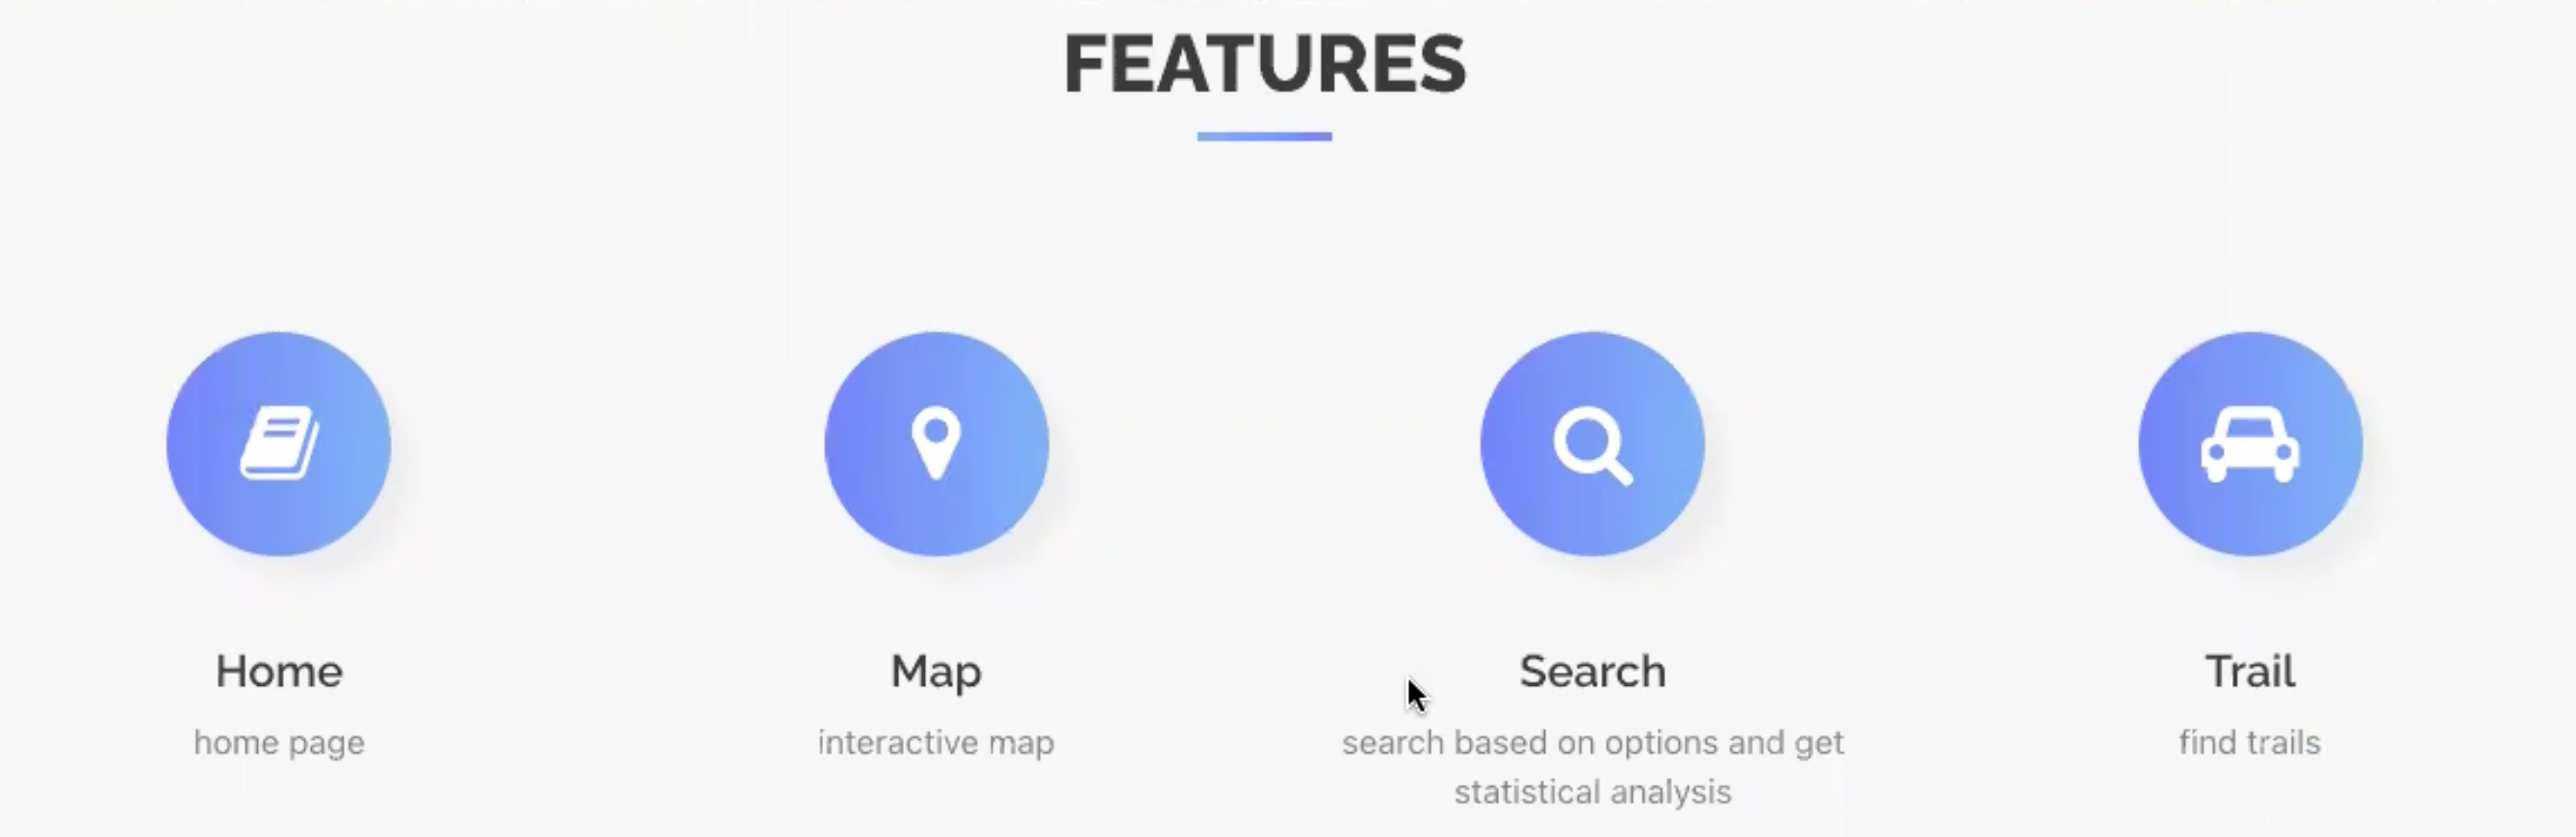 FEATURES
Home
home page
Map
interactive map
Search
search based on options and get
statistical analysis
Trail
find trails